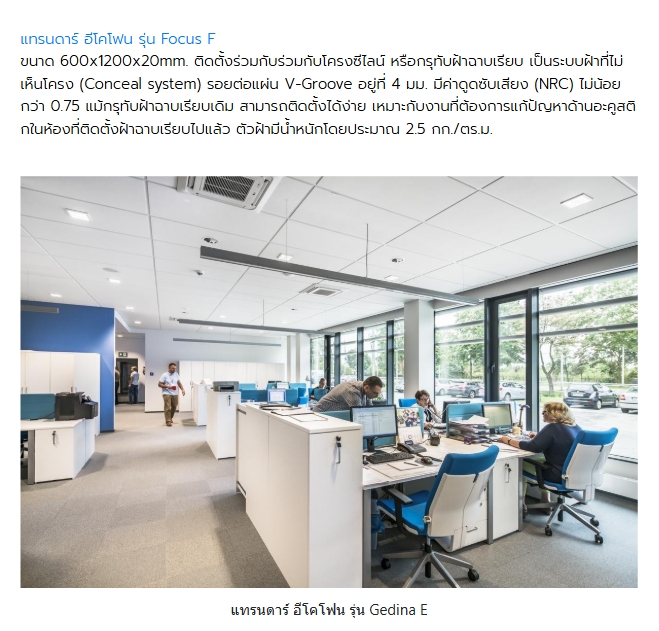 แทรนดาร์ อีโคโฟน รุ่น Focus F
ขนาด 600x1200x20mm. ติดตั้งร่วมกับร่วมกับโครงซีไลน์ หรือกรุทับฝ้าฉาบเรียบ เป็นระบบฝ้าที่ไม่
เห็นโครง (Conceal system) รอยต่อแผ่น V-Groove อยู่ที่ 4 มม. มีค่าดูดซับเสียง (NRC) ไม่น้อย
กว่า 0.75 แม้กรุทับฝ้าฉาบเรียบเดิม สามารถติดตั้งได้ง่าย เหมาะกับงานที่ต้องการแก้ปัญหาด้านอะคูสติ
กในห้องที่ติดตั้งฝ้าฉาบเรียบไปแล้ว ตัวฝ้ามีน้ำหนักโดยประมาณ 2.5 กก./ตร.ม.
แทรนดาร์ อีโคโฟน รุ่น Gedina E